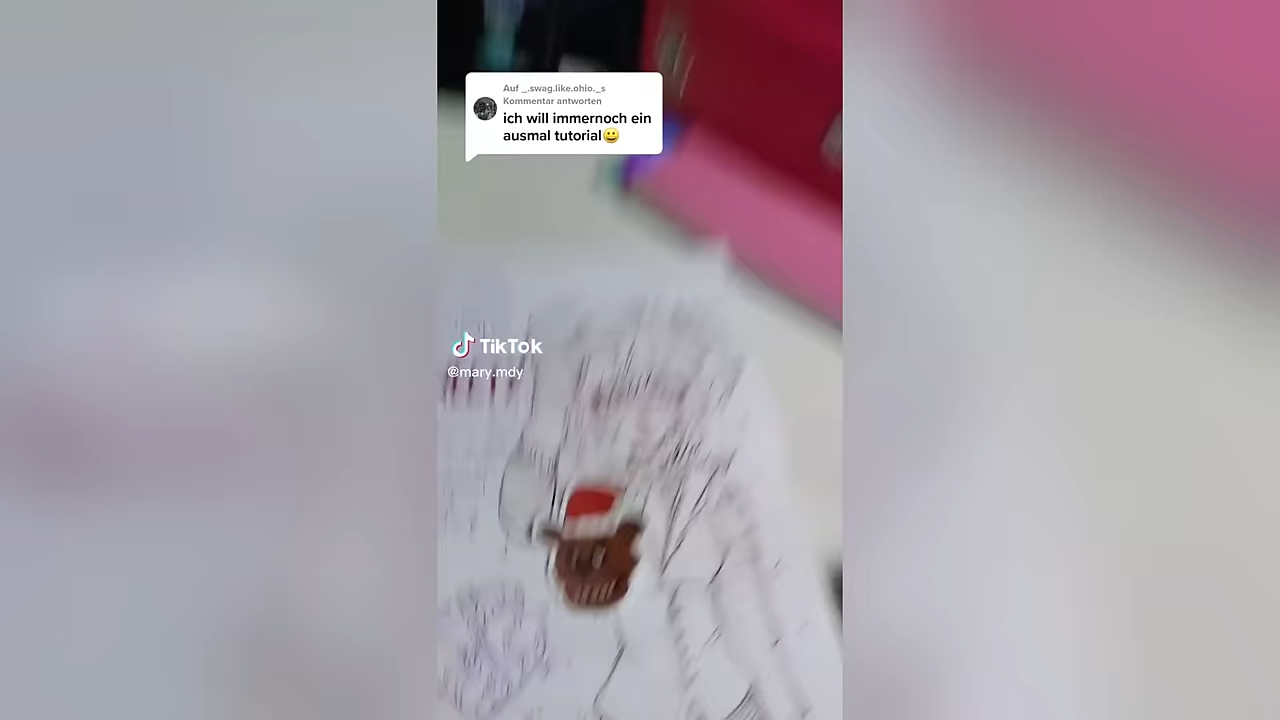 Auf _.swag.like.ohio._s
Kommentar antworten
ich will immernoch ein
ausmal tutorial😀
TikTok
@mary.mdy